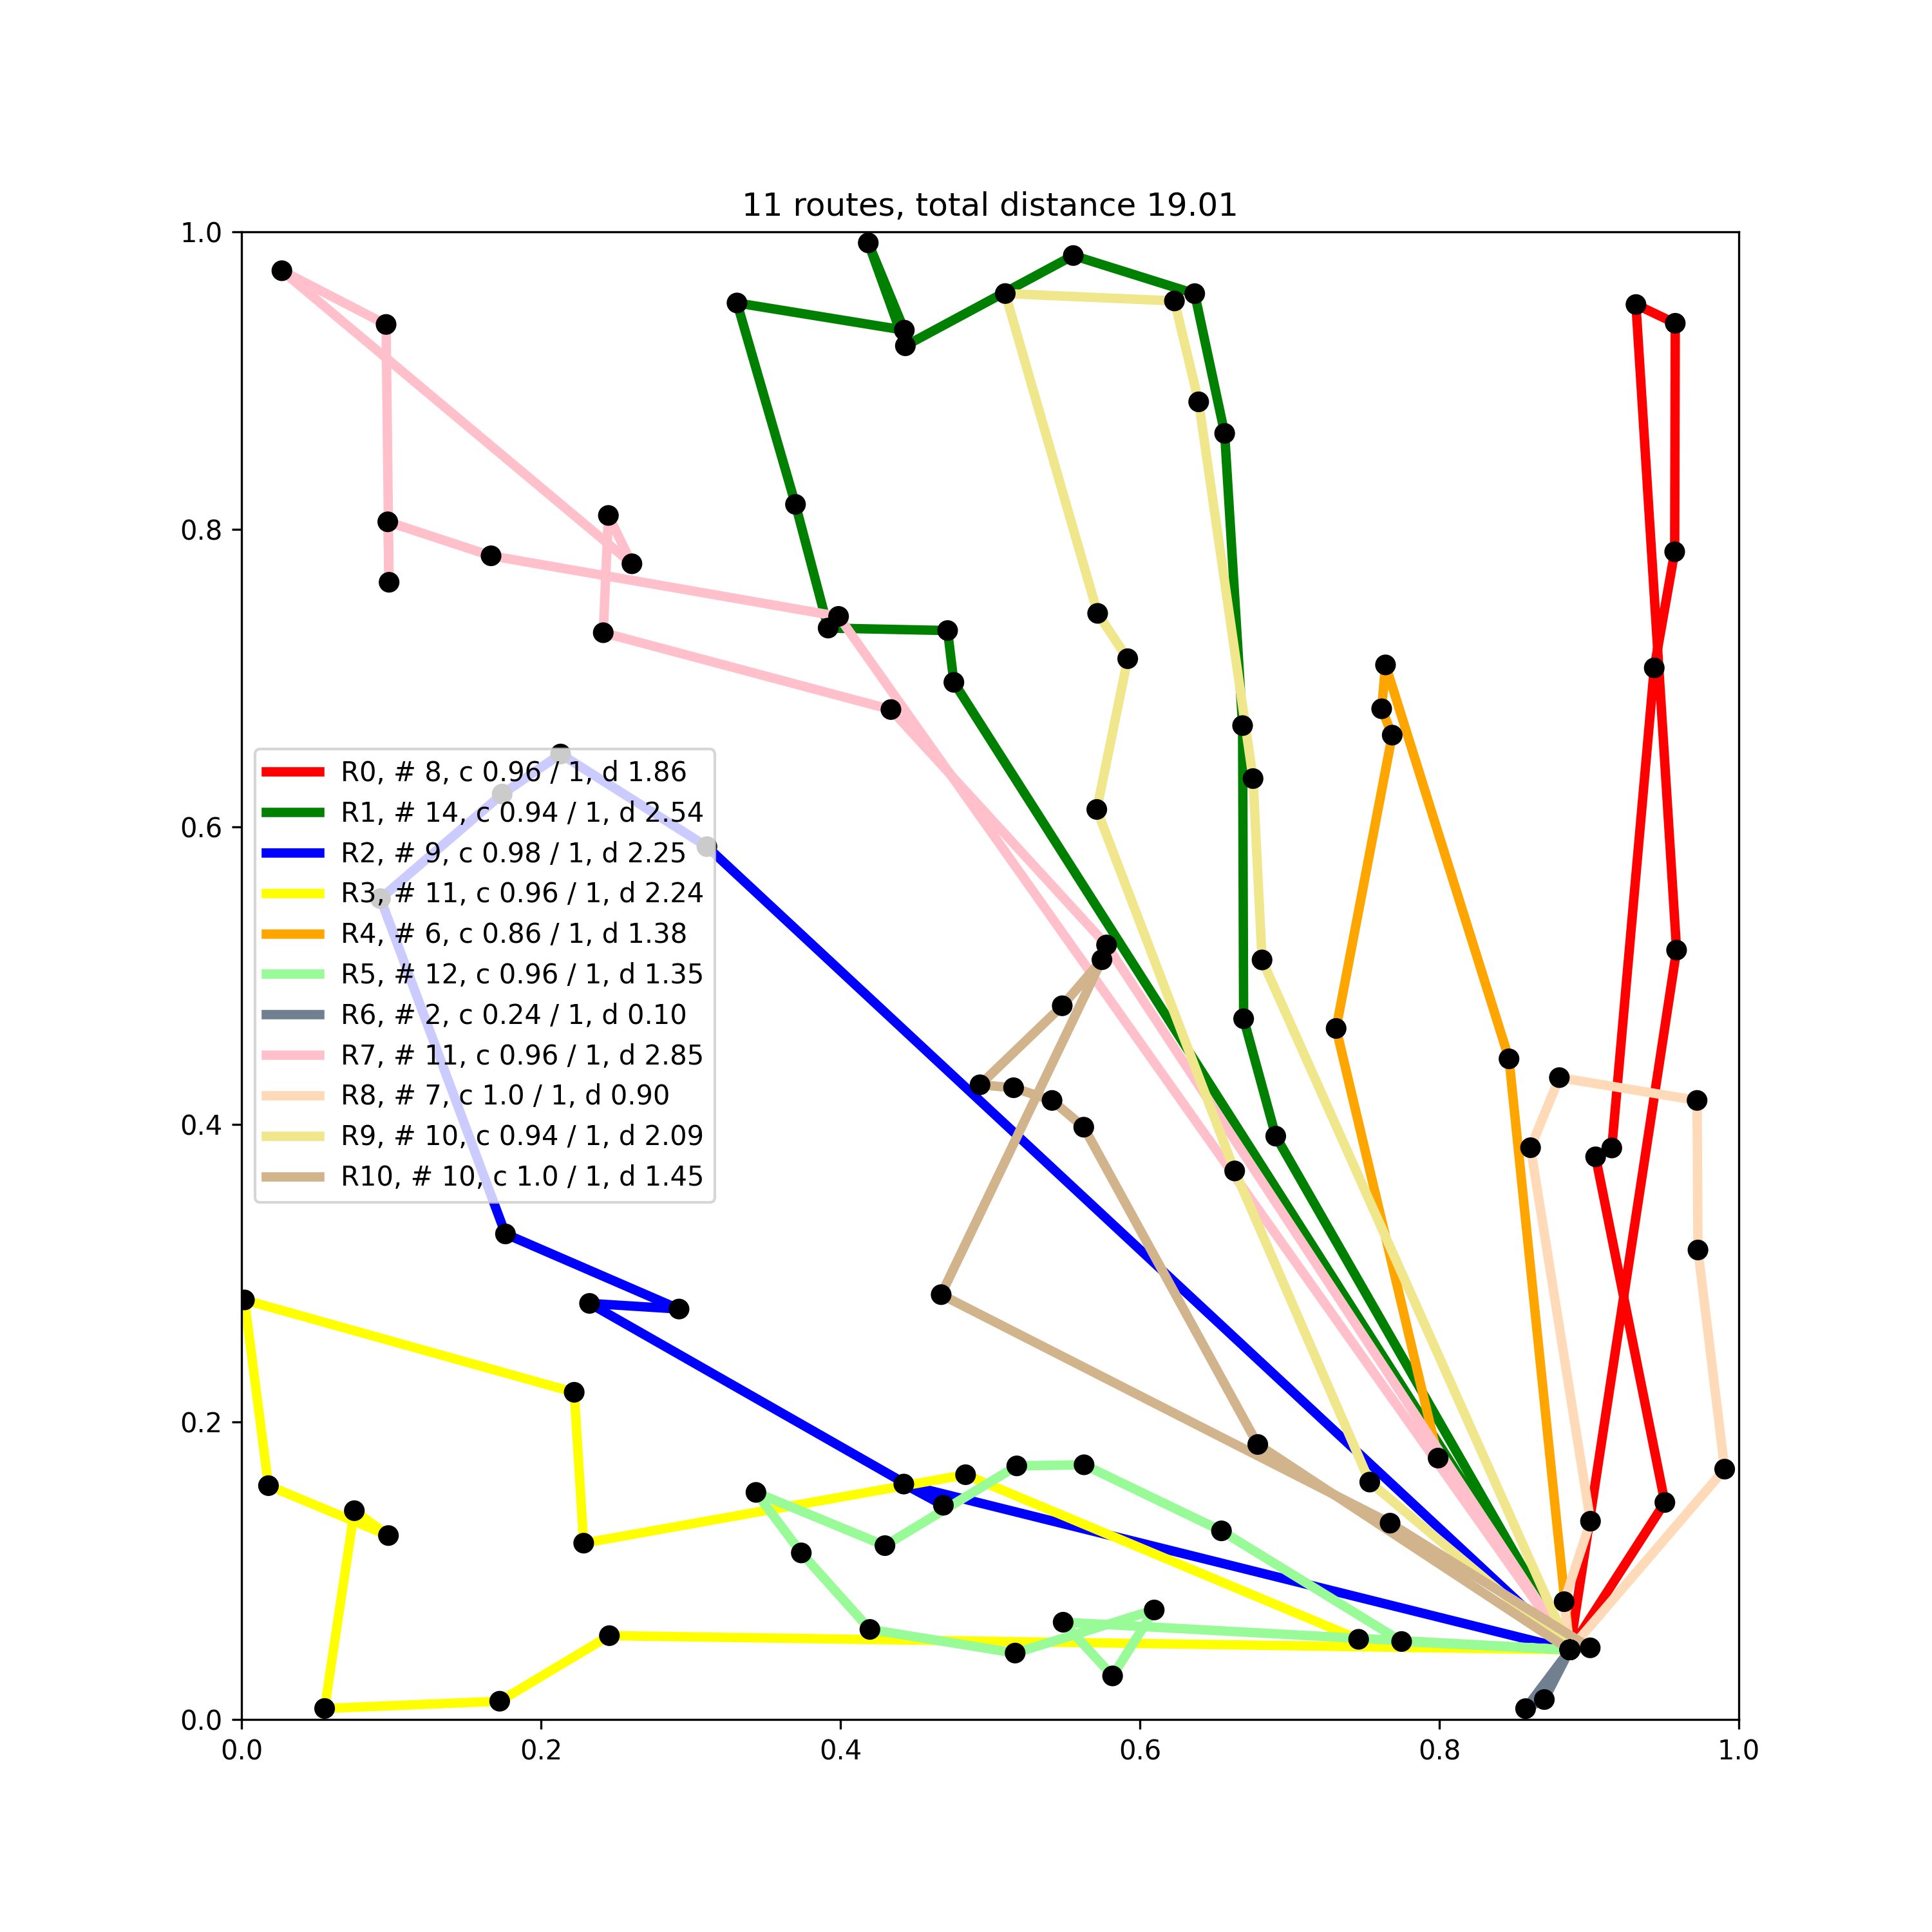 11 routes, total distance 19.01
1.0
0.8
0.6
0.4
0.2
0.0
R0, # 8, c 0.96 / 1, d 1.86
R1, # 14, c 0.94 / 1, d 2.54
R2, # 9, c 0.98 / 1, d 2.25
R3, # 11, c 0.96 / 1, d 2.24
R4, # 6, c 0.86 / 1, d 1.38
R5, # 12, c 0.96 / 1, d 1.35
R6, # 2, c 0.24 / 1, d 0.10
R7, # 11, c 0.96 / 1, d 2.85
R8, # 7, c 1.0 / 1, d 0.90
R9, # 10, c 0.94 / 1, d 2.09
R10, # 10, c 1.0 / 1, d 1.45
0.0 0.2 0.4 0.6 0.8 1.0